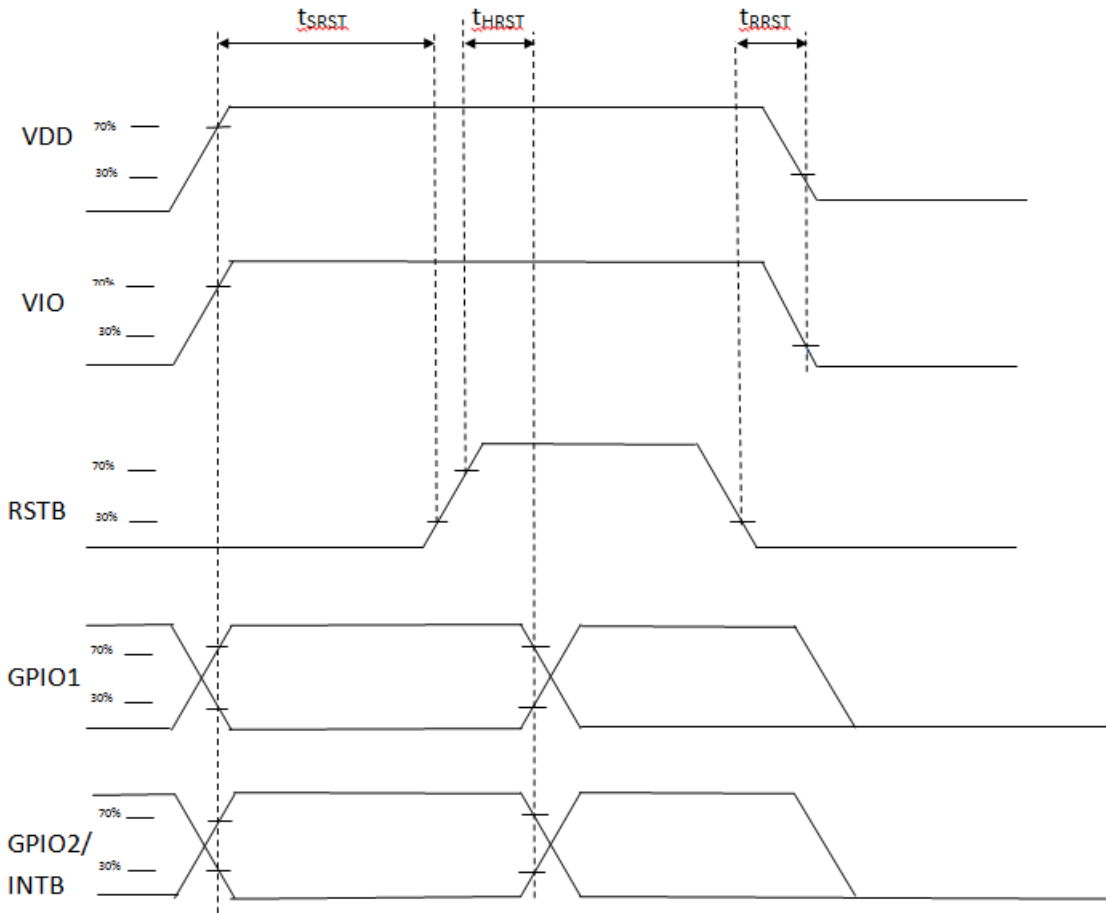 tSRST
tHRST
tRRST
VDD
70%
30%
VIO
70%
30%
RSTB
70%
30%
GPIO1
70%
30%
GPIO2/
INTB
70%
30%